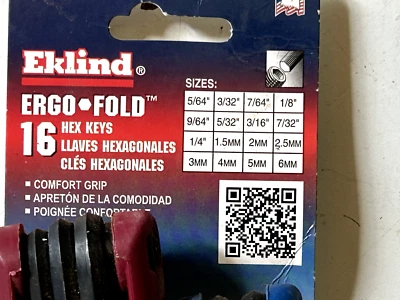 Eklind®
ERGO FOLD™
16 HEX KEYS
LLAVES HEXAGONALES
CLÉS HEXAGONALES
COMFORT GRIP
APRETÓN DE LA COMODIDAD
POIGNÉE CONFORTABLE
SIZES:
5/64" 3/32" 7/64" 1/8"
9/64" 5/32" 3/16" 7/32"
1/4" 1.5MM 2MM 2.5MM
3MM 4MM 5MM 6MM